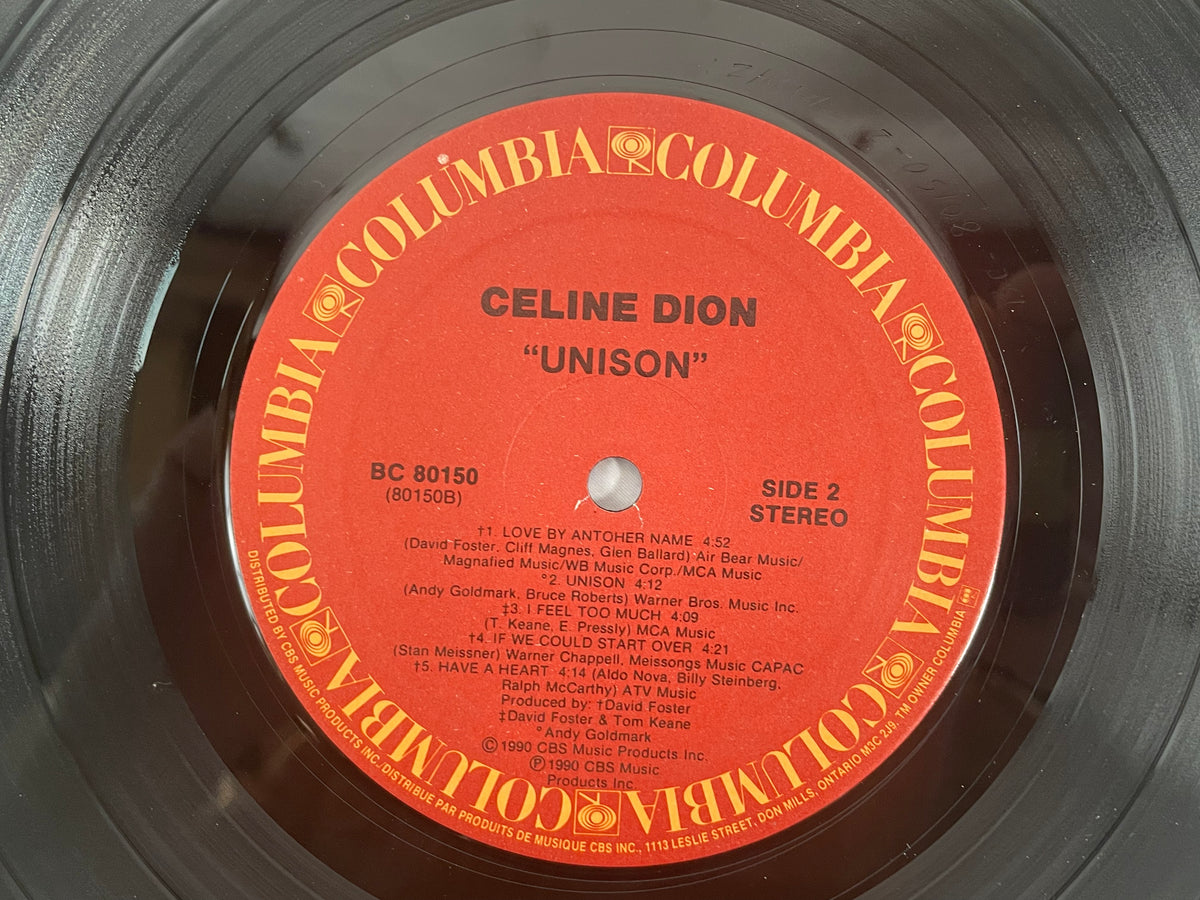 COLUMBIA COLUMBIA COLUMBIA COLUMBIA COLUMBIA COLUMBIA COLUMBIA COLUMBIA
CELINE DION
“UNISON”
BC 80150
(80150B)
SIDE 2
STEREO
†1. LOVE BY ANTOHER NAME 4:52
(David Foster, Cliff Magnes, Glen Ballard) Air Bear Music/
Magnafied Music/WB Music Corp./MCA Music
°2. UNISON 4:12
(Andy Goldmark, Bruce Roberts) Warner Bros. Music Inc.
‡3. I FEEL TOO MUCH 4:09
(T. Keane, E. Pressly) MCA Music
†4. IF WE COULD START OVER 4:21
(Stan Meissner) Warner Chappell, Meissongs Music CAPAC
†5. HAVE A HEART 4:14 (Aldo Nova, Billy Steinberg,
Ralph McCarthy) ATV Music
Produced by: †David Foster
‡David Foster & Tom Keane
°Andy Goldmark
Ⓒ 1990 CBS Music Products Inc.
Ⓟ 1990 CBS Music
Products Inc.
DISTRIBUTED BY CBS MUSIC PRODUCTS INC./DISTRIBUE PAR PRODUITS DE MUSIQUE CBS INC., 1113 LESLIE STREET, DON MILLS, ONTARIO M3C 2J9. TM OWNER COLUMBIA